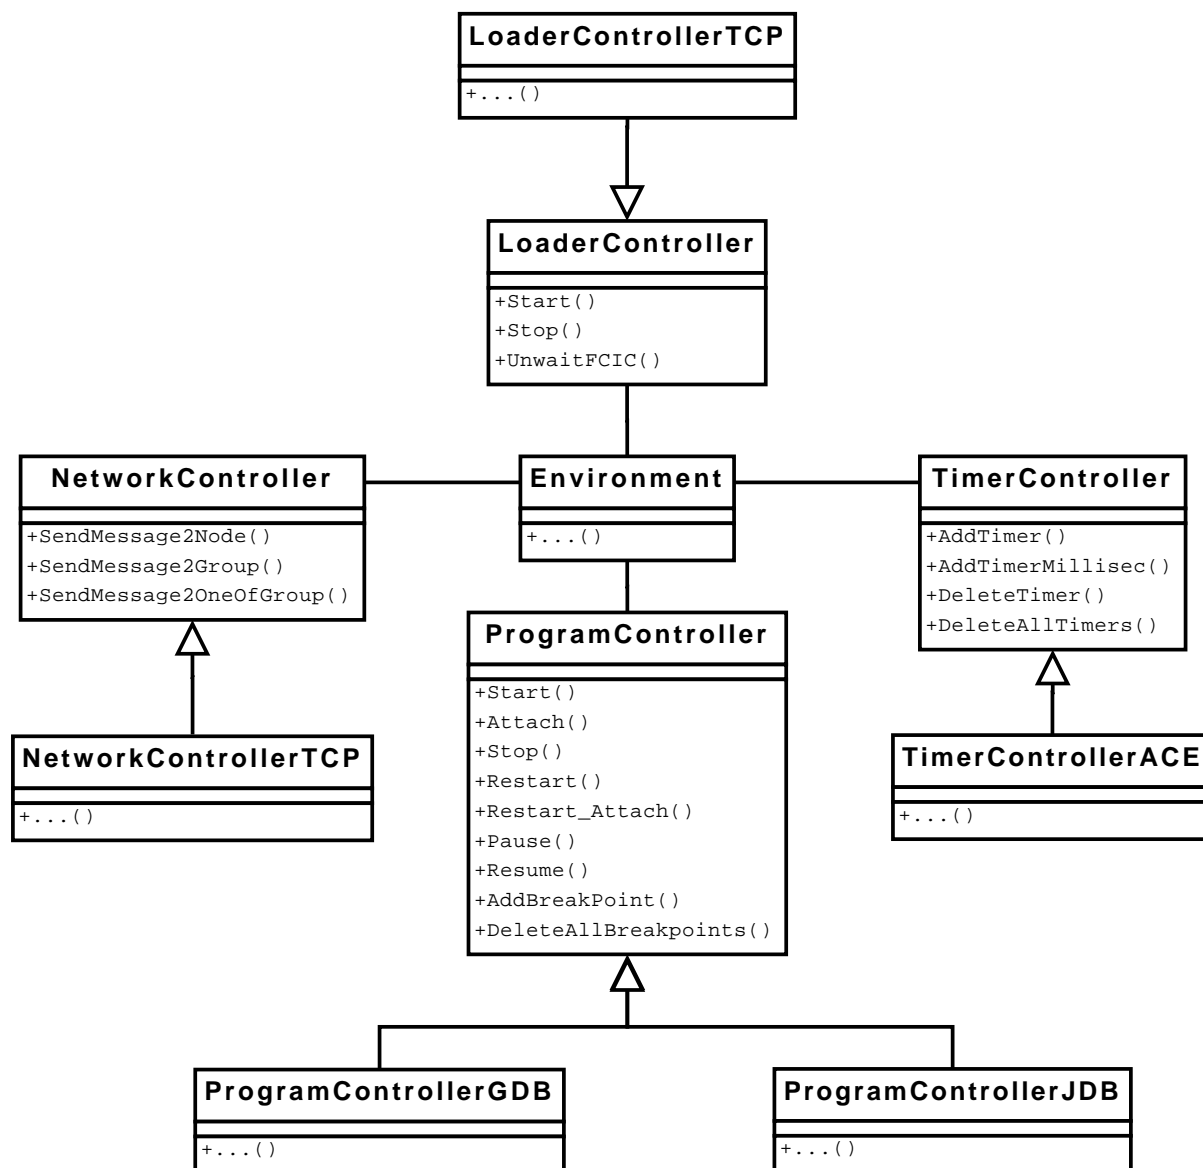 LoaderControllerTCP
+...()
LoaderController
+Start()
+Stop()
+UnwaitFCIC()
NetworkController
+SendMessage2Node()
+SendMessage2Group()
+SendMessage2OneOfGroup()
Environment
+...()
TimerController
+AddTimer()
+AddTimerMillisec()
+DeleteTimer()
+DeleteAllTimers()
ProgramController
+Start()
+Attach()
+Stop()
+Restart()
+Restart_Attach()
+Pause()
+Resume()
+AddBreakPoint()
+DeleteAllBreakpoints()
NetworkControllerTCP
+...()
TimerControllerACE
+...()
ProgramControllerGDB
+...()
ProgramControllerJDB
+...()